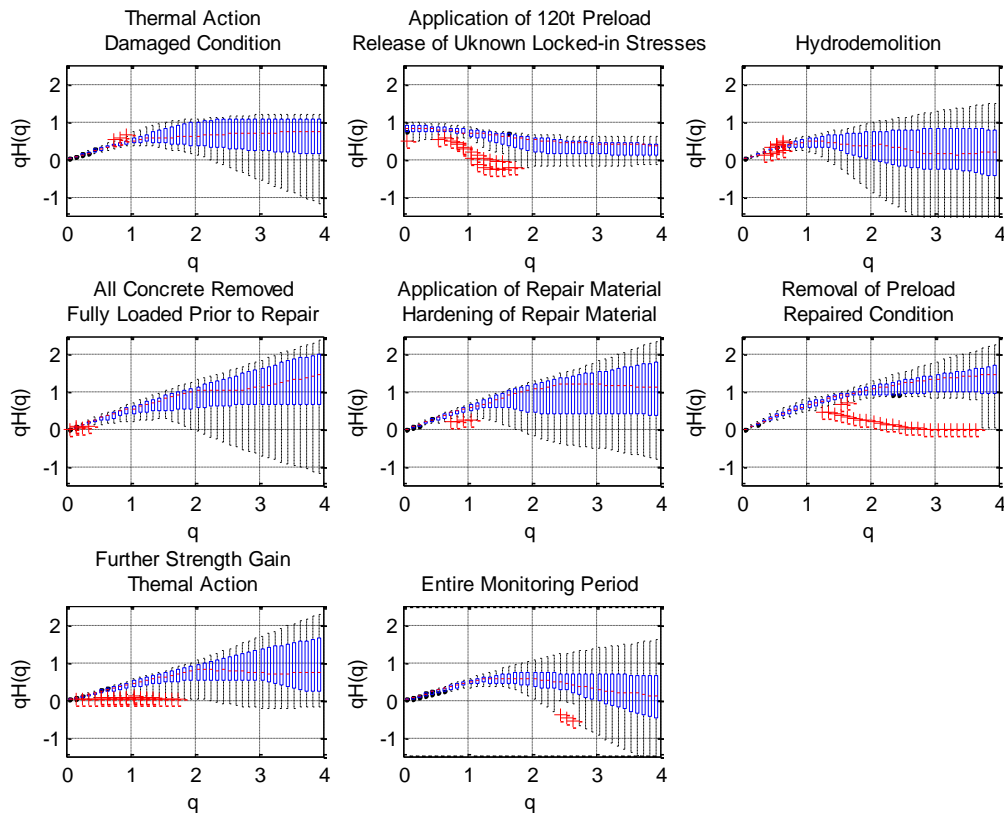 Thermal Action
Damaged Condition
2
1
0
-1
qH(q)
0 1 2 3 4
q
Application of 120t Preload
Release of Uknown Locked-in Stresses
2
1
0
-1
qH(q)
0 1 2 3 4
q
Hydrodemolition
2
1
0
-1
qH(q)
0 1 2 3 4
q
All Concrete Removed
Fully Loaded Prior to Repair
2
1
0
-1
qH(q)
0 1 2 3 4
q
Application of Repair Material
Hardening of Repair Material
2
1
0
-1
qH(q)
0 1 2 3 4
q
Removal of Preload
Repaired Condition
2
1
0
-1
qH(q)
0 1 2 3 4
q
Further Strength Gain
Themal Action
2
1
0
-1
qH(q)
0 1 2 3 4
q
Entire Monitoring Period
2
1
0
-1
qH(q)
0 1 2 3 4
q